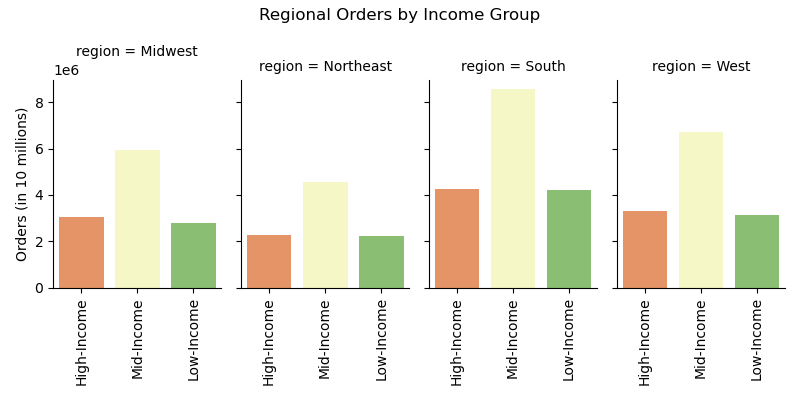 Regional Orders by Income Group
region = Midwest
region = Northeast
region = South
region = West
1e6
Orders (in 10 millions)
8
6
4
2
0
High-Income
Mid-Income
Low-Income
High-Income
Mid-Income
Low-Income
High-Income
Mid-Income
Low-Income
High-Income
Mid-Income
Low-Income